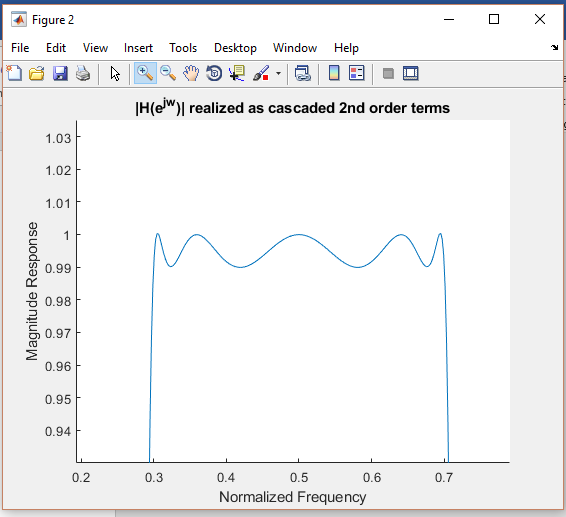 Figure 2
File Edit View Insert Tools Desktop Window Help
|H(e^jw)| realized as cascaded 2nd order terms
1.03
1.02
1.01
1
0.99
0.98
0.97
0.96
0.95
0.94
Magnitude Response
0.2 0.3 0.4 0.5 0.6 0.7
Normalized Frequency